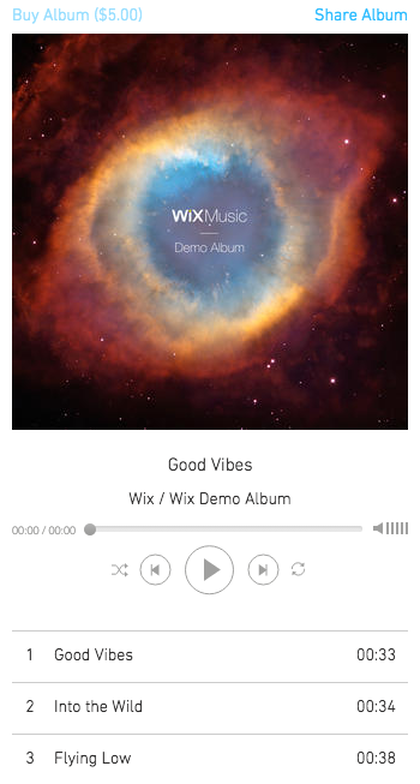 Buy Album ($5.00) Share Album
WiXMusic
Demo Album
Good Vibes
Wix / Wix Demo Album
00:00 / 00:00
1 Good Vibes 00:33
2 Into the Wild 00:34
3 Flying Low 00:38